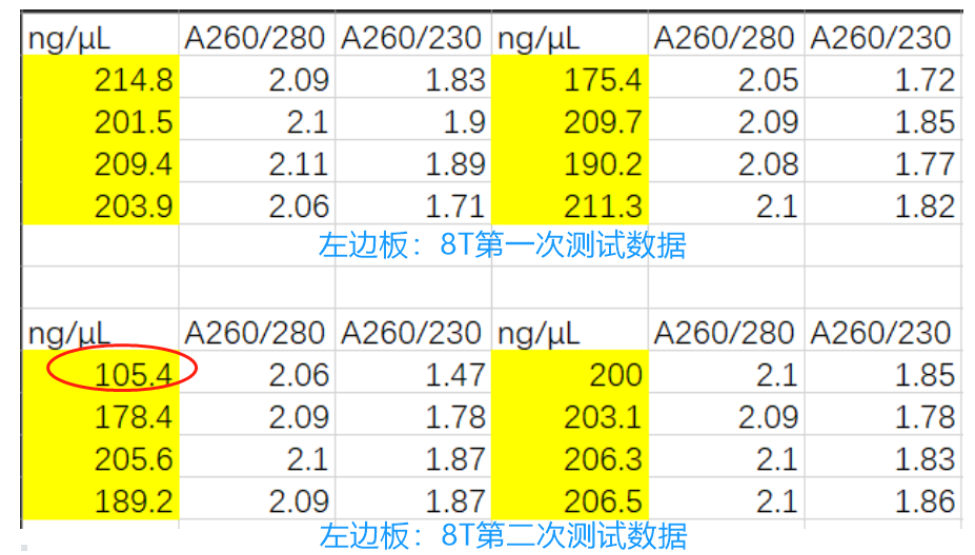 ng/μL A260/280 A260/230 ng/μL A260/280 A260/230
214.8 2.09 1.83 175.4 2.05 1.72
201.5 2.1 1.9 209.7 2.09 1.85
209.4 2.11 1.89 190.2 2.08 1.77
203.9 2.06 1.71 211.3 2.1 1.82
左边板：8T第一次测试数据
ng/μL A260/280 A260/230 ng/μL A260/280 A260/230
105.4 2.06 1.47 200 2.1 1.85
178.4 2.09 1.78 203.1 2.09 1.78
205.6 2.1 1.87 206.3 2.1 1.83
189.2 2.09 1.87 206.5 2.1 1.86
左边板：8T第二次测试数据